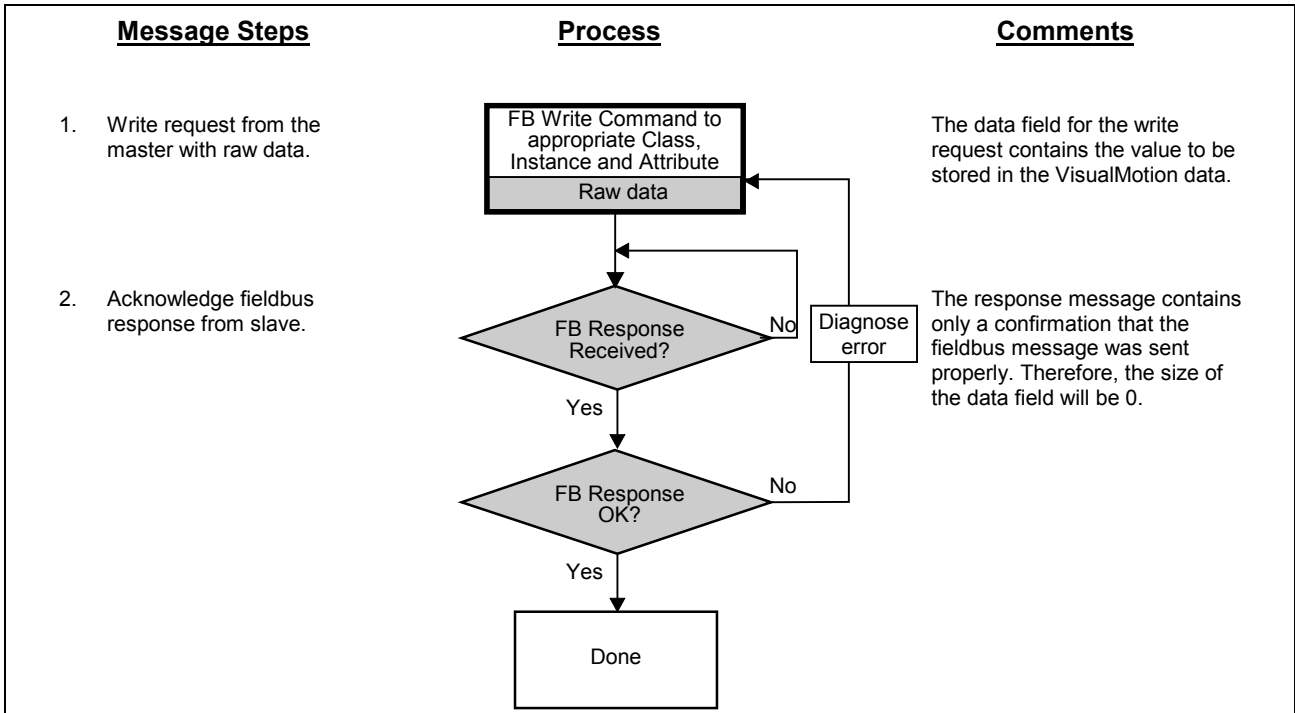 Message Steps
Process
Comments
1. Write request from the
master with raw data.
FB Write Command to
appropriate Class,
Instance and Attribute
Raw data
The data field for the write
request contains the value to be
stored in the VisualMotion data.
2. Acknowledge fieldbus
response from slave.
FB Response
Received?
No
Diagnose
error
The response message contains
only a confirmation that the
fieldbus message was sent
properly. Therefore, the size of
the data field will be 0.
Yes
FB Response
OK?
No
Yes
Done